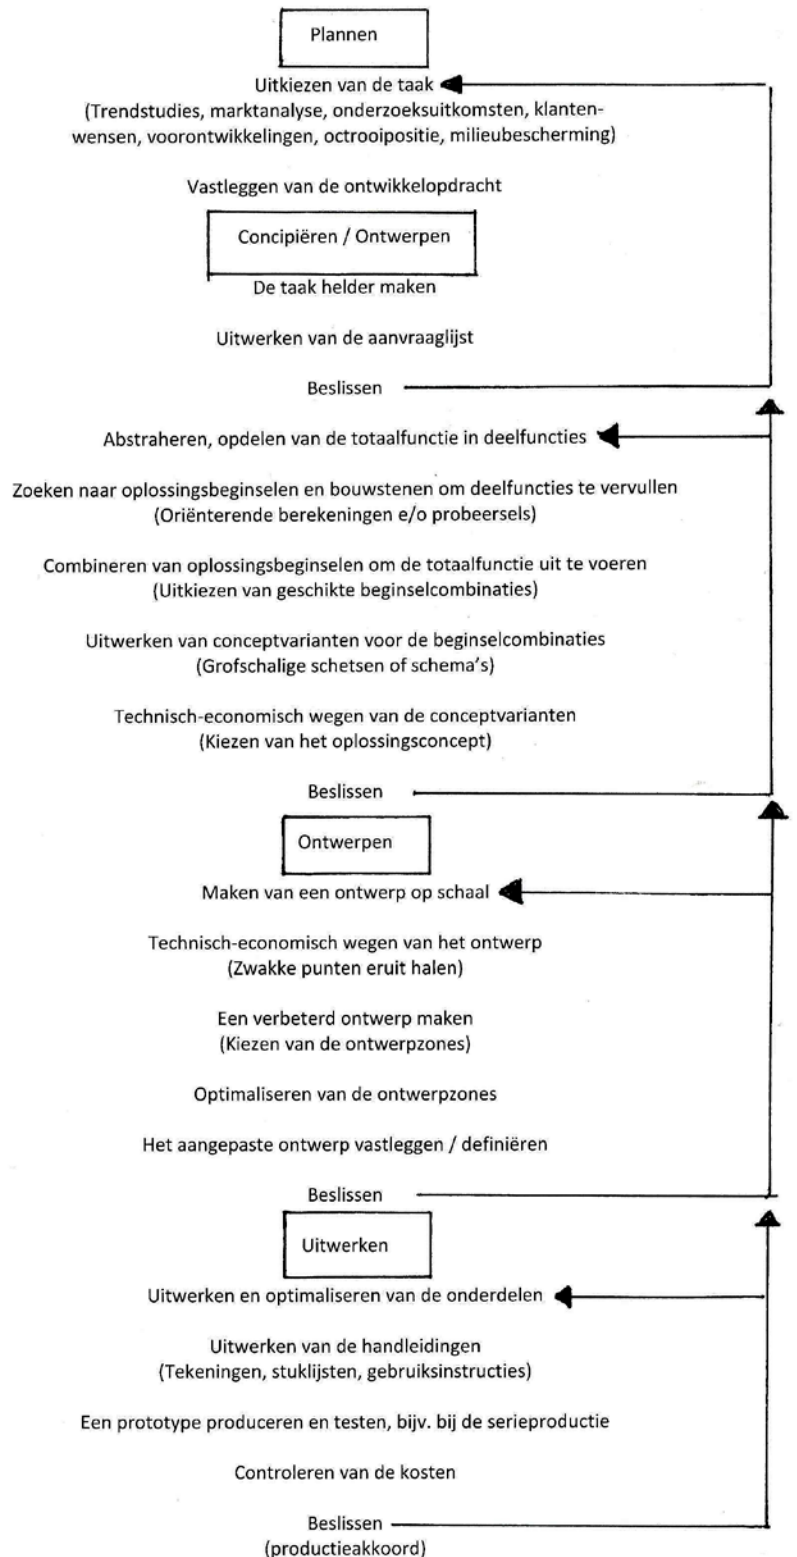 Plannen
Uitkiezen van de taak
(Trendstudies, marktanalyse, onderzoeksuitkomsten, klanten-
wensen, voorontwikkelingen, octrooipositie, milieubescherming)
Vastleggen van de ontwikkelopdracht
Concipiëren / Ontwerpen
De taak helder maken
Uitwerken van de aanvraaglijst
Beslissen
Abstraheren, opdelen van de totaalfunctie in deelfuncties
Zoeken naar oplossingsbeginselen en bouwstenen om deelfuncties te vervullen
(Oriënterende berekeningen e/o probeersels)
Combineren van oplossingsbeginselen om de totaalfunctie uit te voeren
(Uitkiezen van geschikte beginselcombinaties)
Uitwerken van conceptvarianten voor de beginselcombinaties
(Grofschalige schetsen of schema's)
Technisch-economisch wegen van de conceptvarianten
(Kiezen van het oplossingsconcept)
Beslissen
Ontwerpen
Maken van een ontwerp op schaal
Technisch-economisch wegen van het ontwerp
(Zwakke punten eruit halen)
Een verbeterd ontwerp maken
(Kiezen van de ontwerpzones)
Optimaliseren van de ontwerpzones
Het aangepaste ontwerp vastleggen / definiëren
Beslissen
Uitwerken
Uitwerken en optimaliseren van de onderdelen
Uitwerken van de handleidingen
(Tekeningen, stuklijsten, gebruiksinstructies)
Een prototype produceren en testen, bijv. bij de serieproductie
Controleren van de kosten
Beslissen
(productieakkoord)